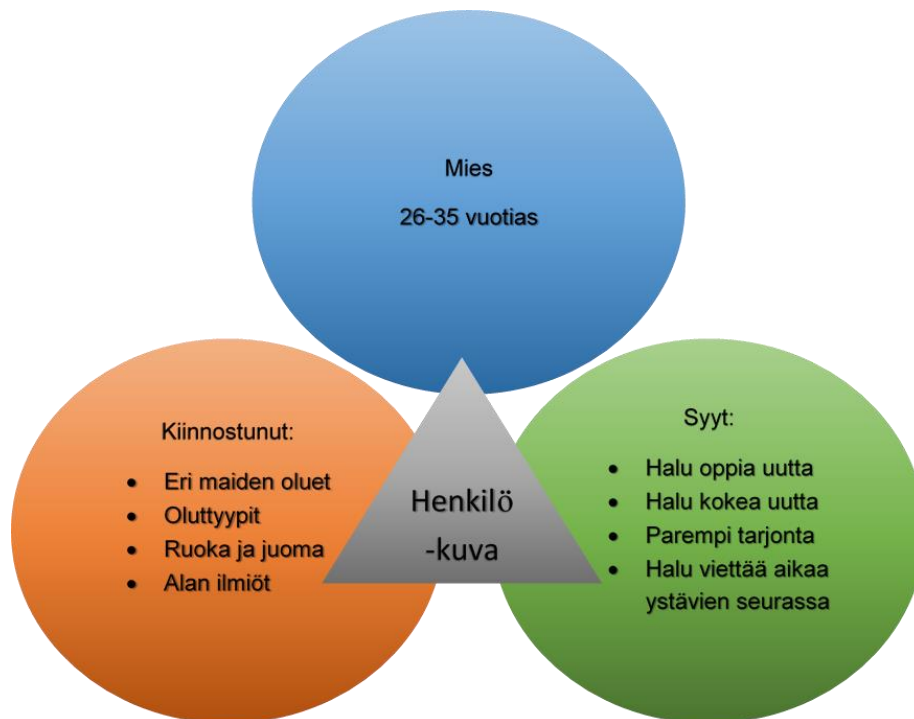 Mies
26-35 vuotias
Kiinnostunut:
• Eri maiden oluet
• Oluttyypit
• Ruoka ja juoma
• Alan ilmiöt
Henkilö
-kuva
Syyt:
• Halu oppia uutta
• Halu kokea uutta
• Parempi tarjonta
• Halu viettää aikaa
ystävien seurassa